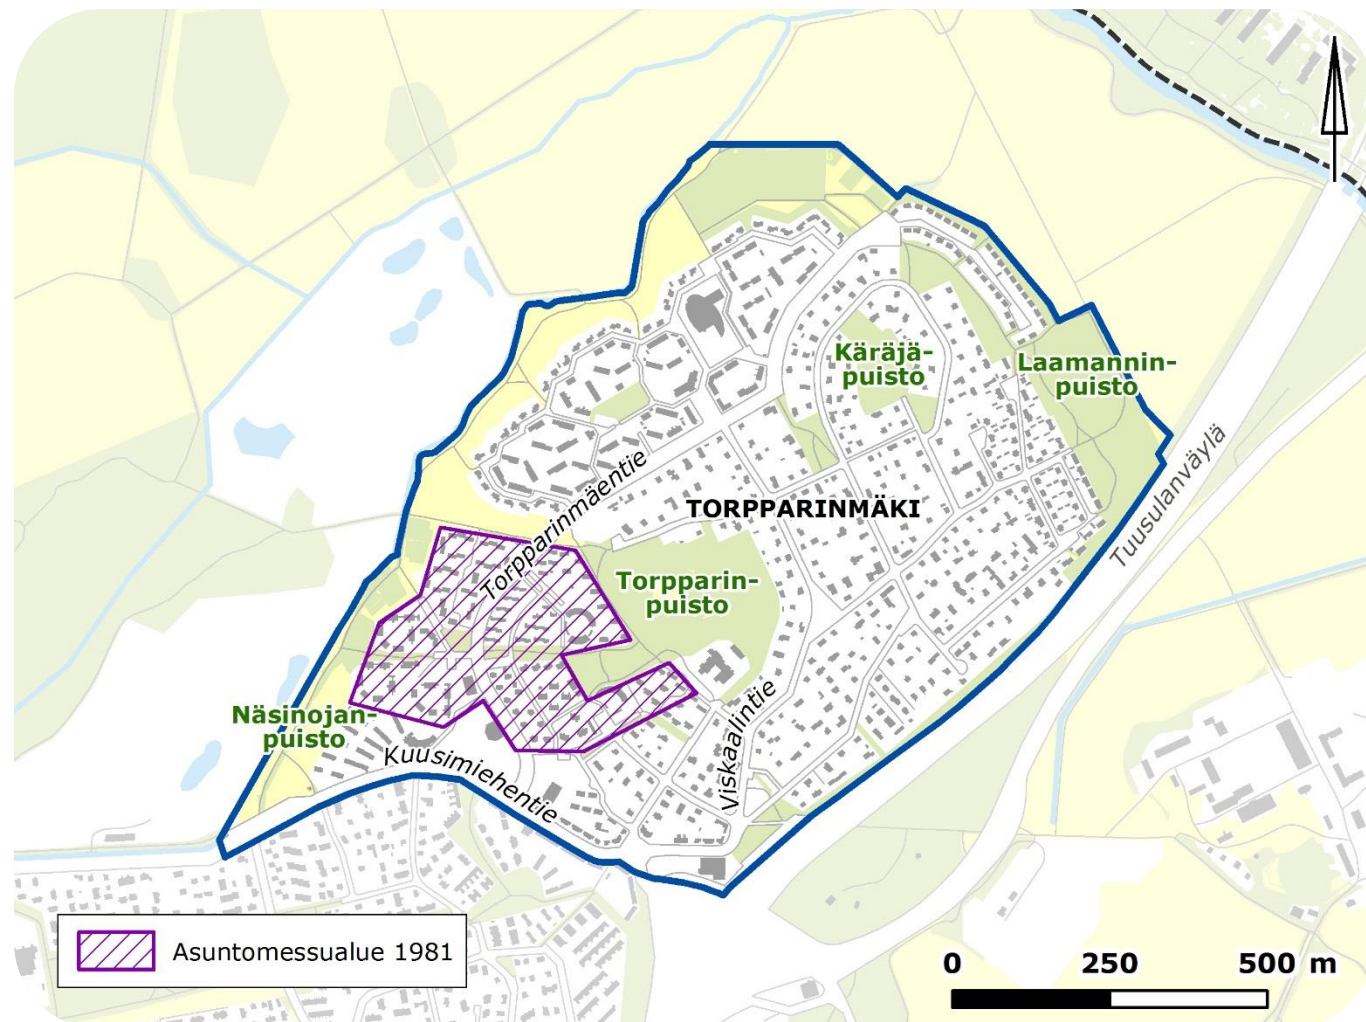 Käräjä-
puisto
Laamannin-
puisto
Tuusulanväylä
Torpparinmäentie
TORPPARINMÄKI
Torpparin-
puisto
Näsinojan-
puisto
Kuusimiehentie
Viskaalintie
Asuntomessualue 1981
0 250 500 m